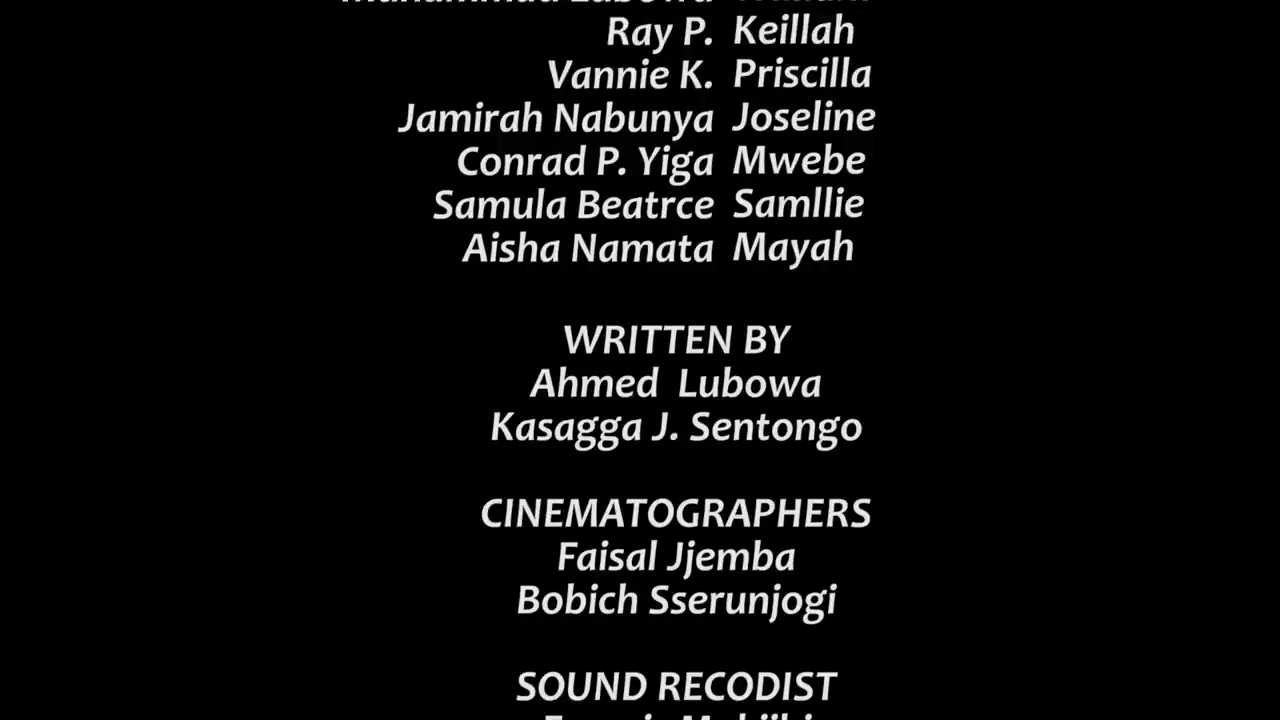 Ray P. Keillah
Vannie K. Priscilla
Jamirah Nabunya Joseline
Conrad P. Yiga Mwebe
Samula Beatrce Samllie
Aisha Namata Mayah
WRITTEN BY
Ahmed Lubowa
Kasagga J. Sentongo
CINEMATOGRAPHERS
Faisal Jjemba
Bobich Sserunjogi
SOUND RECODIST